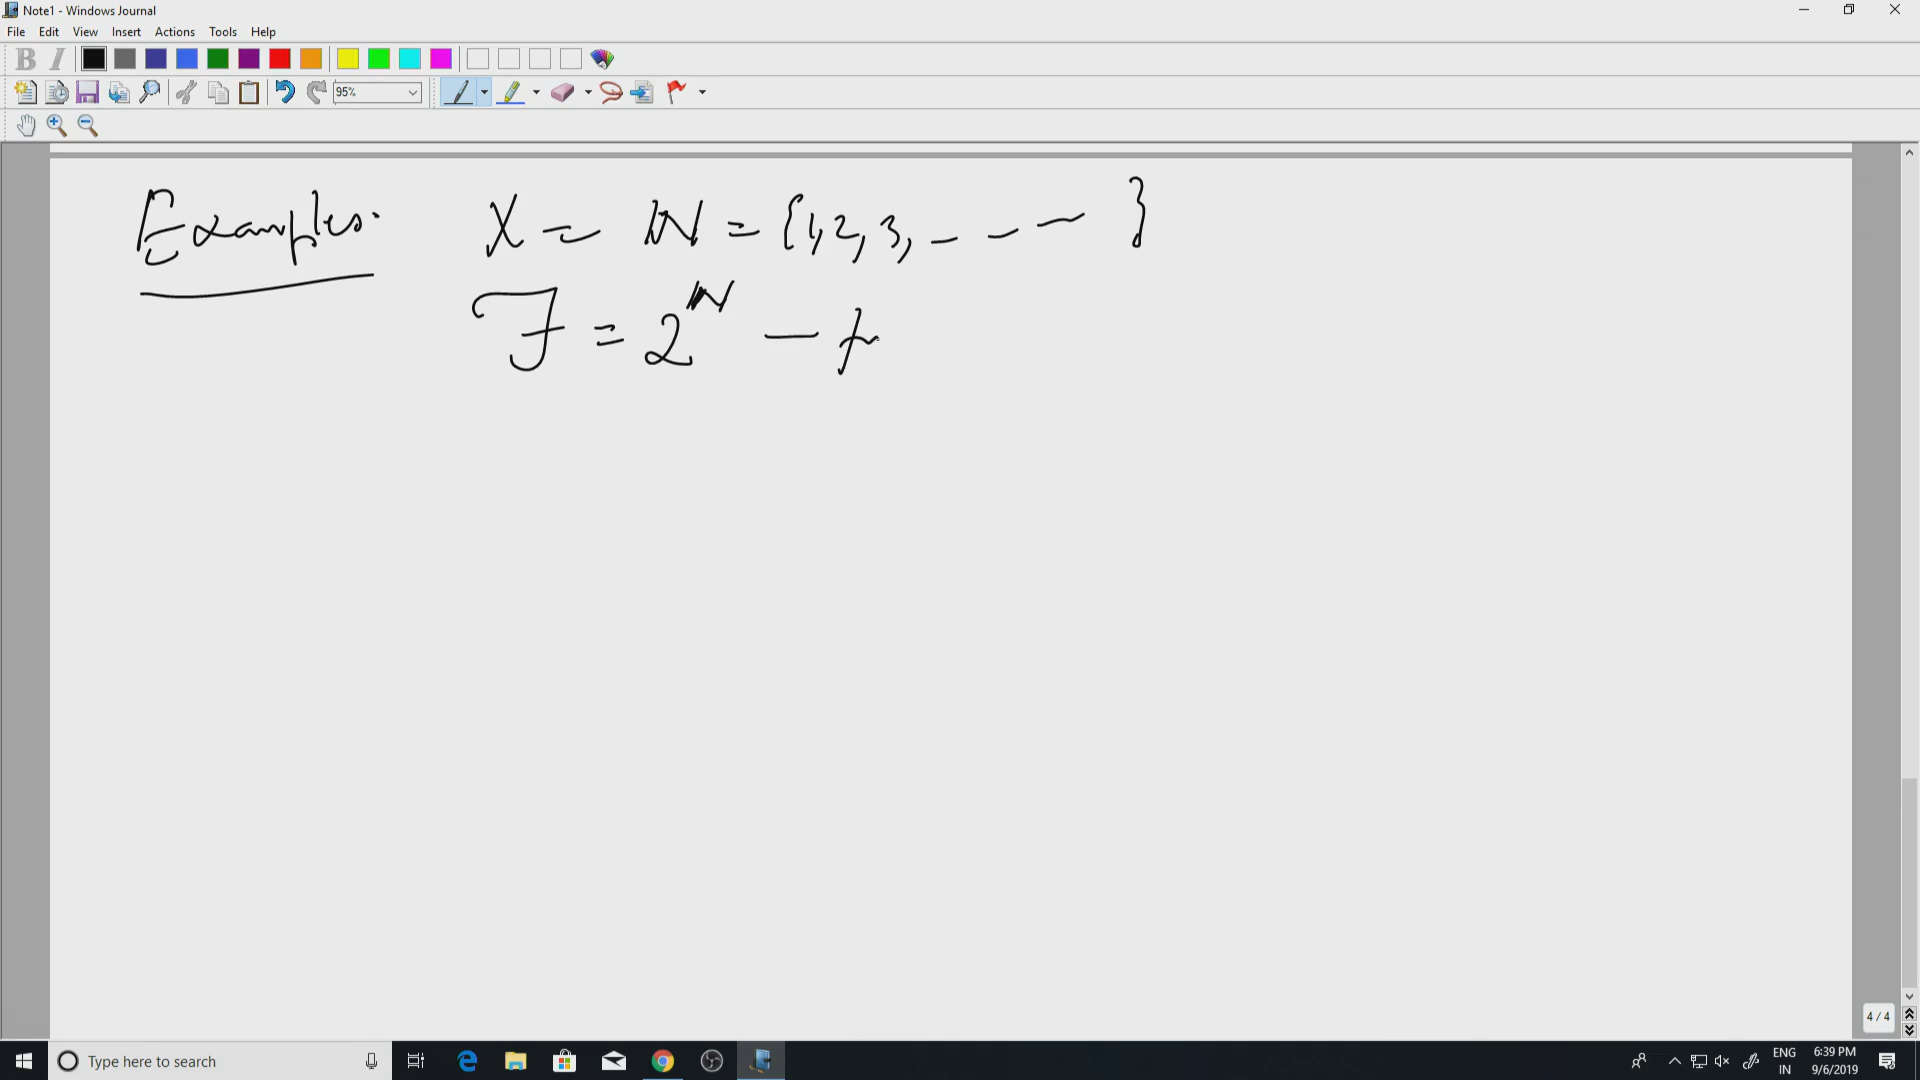 Note1 - Windows Journal
File Edit View Insert Actions Tools Help
B I
95%
Examples. X = ℕ = {1, 2, 3, - - - }
ℱ = 2^ℕ —
4 / 4
Type here to search
ENG
IN
6:39 PM
9/6/2019